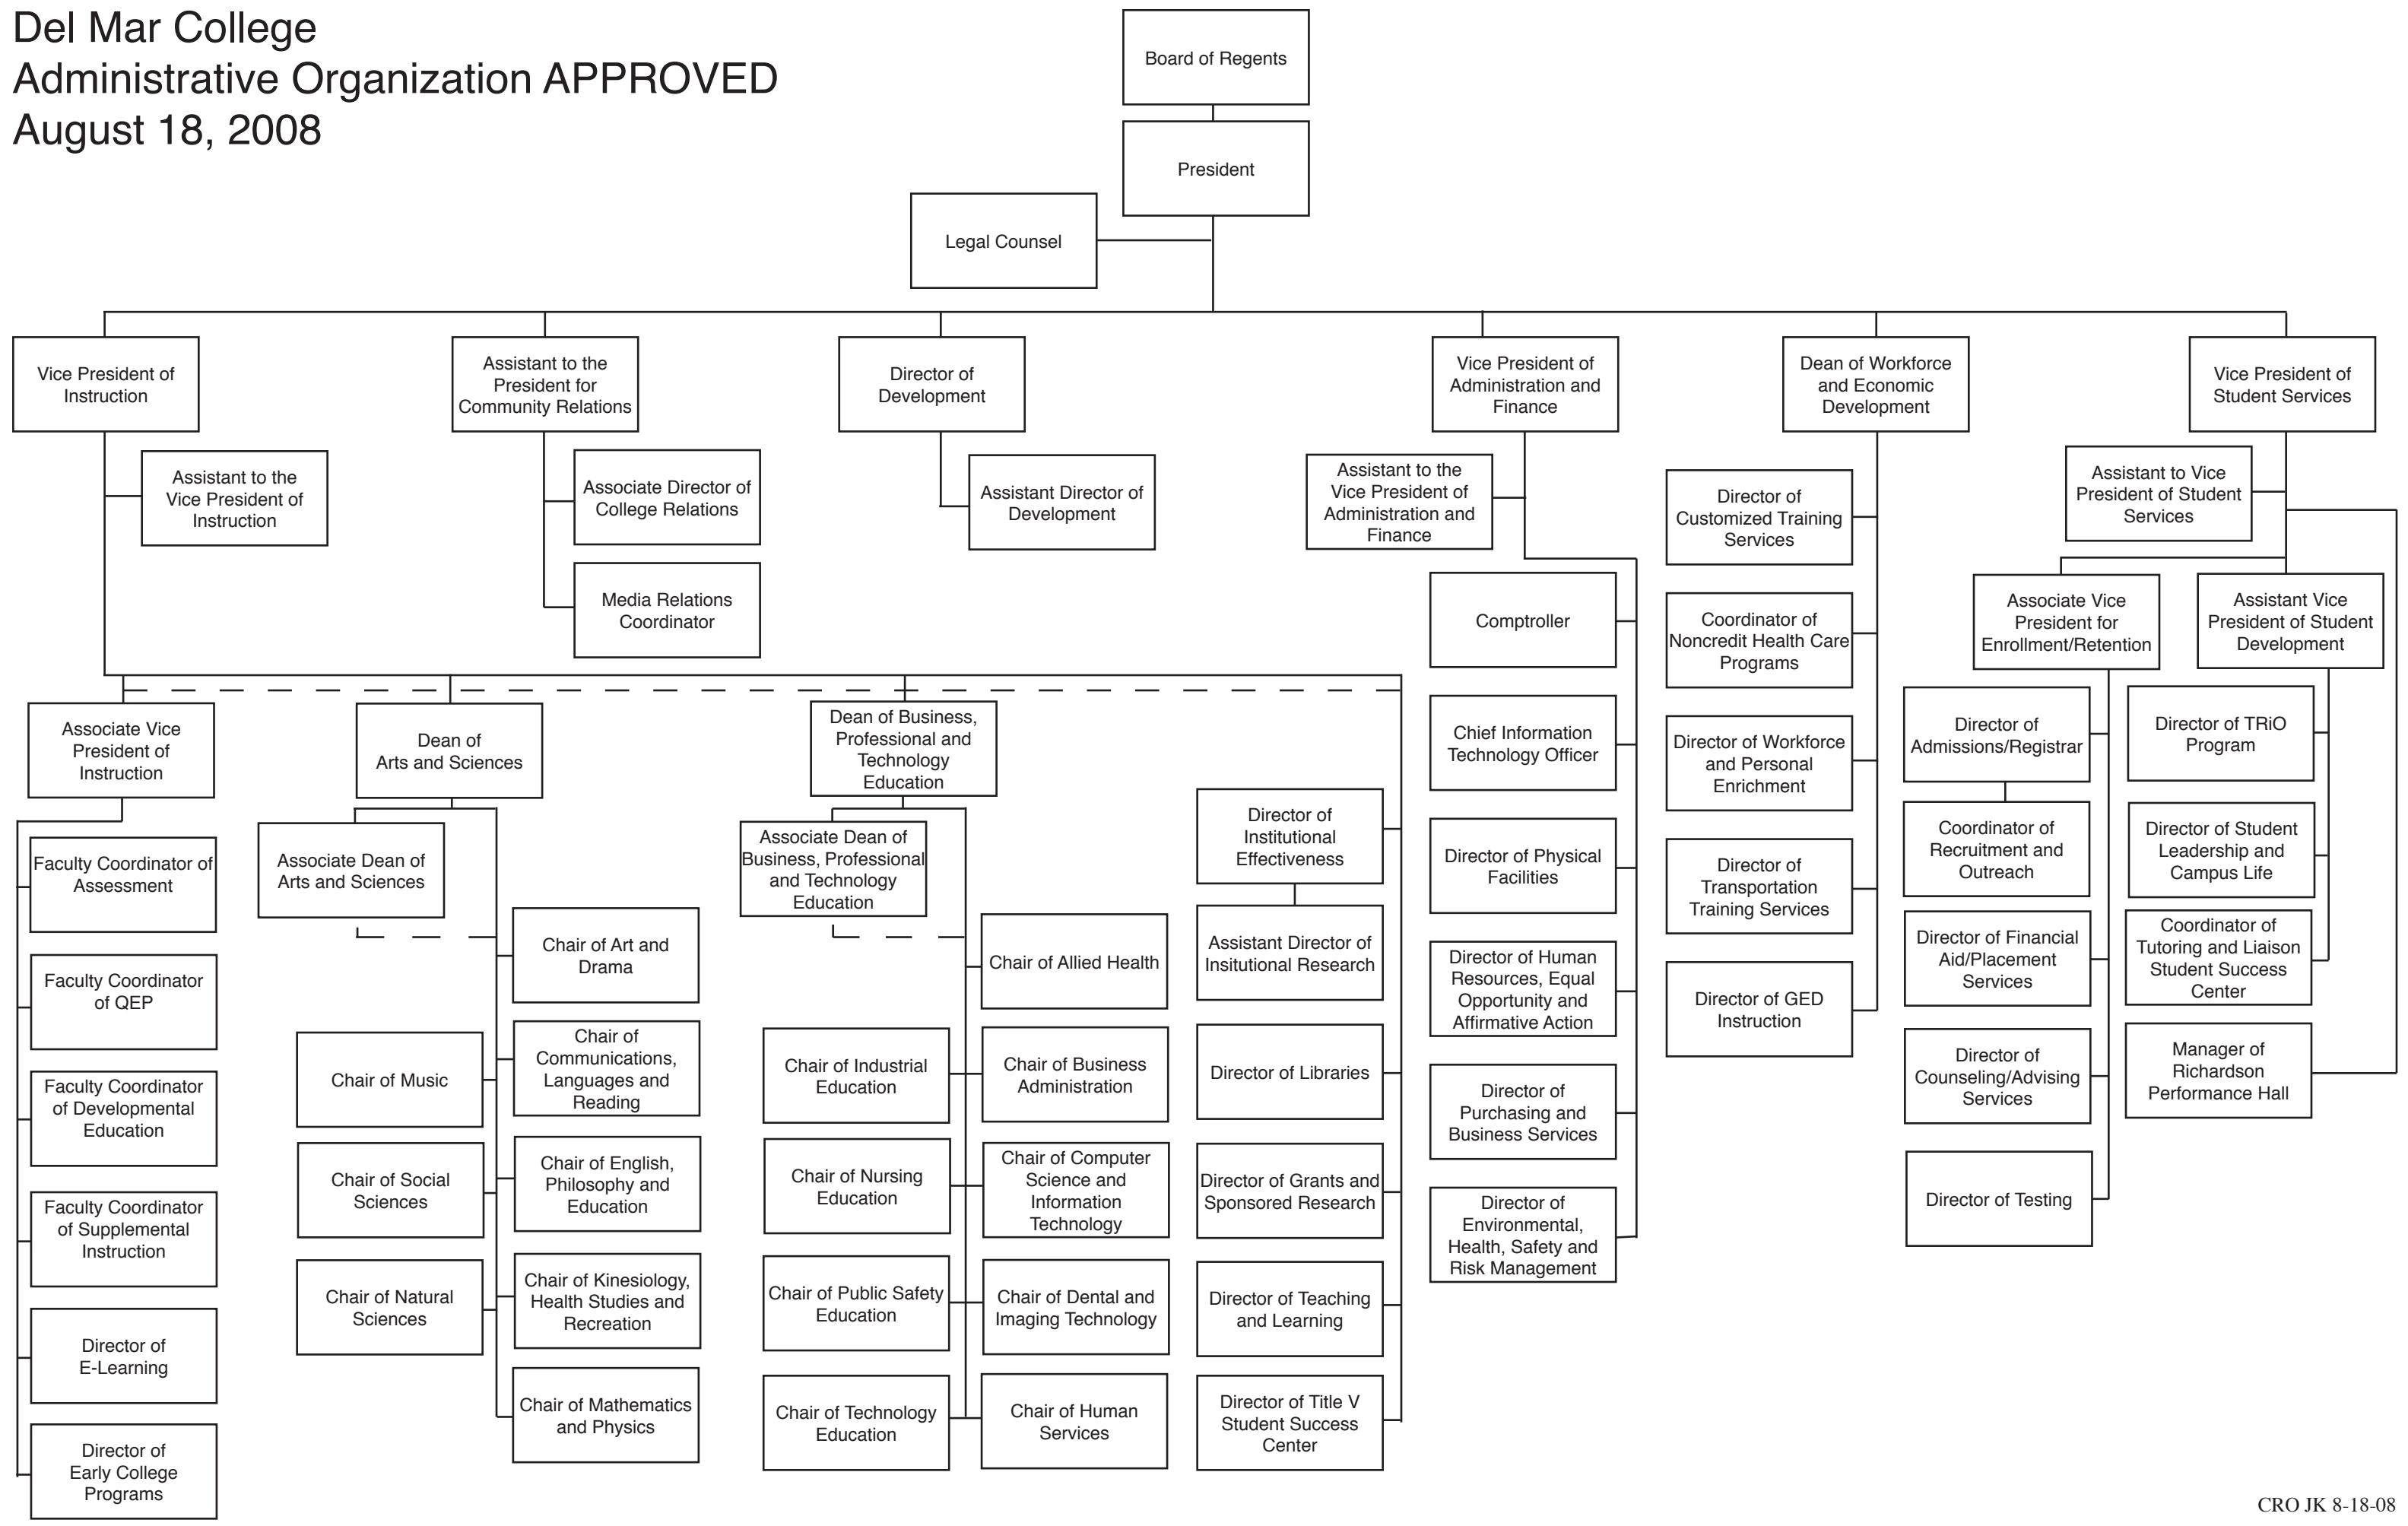 Del Mar College
Administrative Organization APPROVED
August 18, 2008
Board of Regents
President
Legal Counsel
Vice President of
Instruction
Assistant to the
President for
Community Relations
Director of
Development
Vice President of
Administration and
Finance
Dean of Workforce
and Economic
Development
Vice President of
Student Services
Assistant to the
Vice President of
Instruction
Associate Director of
College Relations
Media Relations
Coordinator
Assistant Director of
Development
Assistant to the
Vice President of
Administration and
Finance
Comptroller
Chief Information
Technology Officer
Director of Physical
Facilities
Director of Human
Resources, Equal
Opportunity and
Affirmative Action
Director of
Purchasing and
Business Services
Director of
Environmental,
Health, Safety and
Risk Management
Director of
Customized Training
Services
Coordinator of
Noncredit Health Care
Programs
Director of Workforce
and Personal
Enrichment
Director of
Transportation
Training Services
Director of GED
Instruction
Assistant to Vice
President of Student
Services
Associate Vice
President for
Enrollment/Retention
Assistant Vice
President of Student
Development
Director of
Admissions/Registrar
Coordinator of
Recruitment and
Outreach
Director of Financial
Aid/Placement
Services
Director of
Counseling/Advising
Services
Director of Testing
Director of TRiO
Program
Director of Student
Leadership and
Campus Life
Coordinator of
Tutoring and Liaison
Student Success
Center
Manager of
Richardson
Performance Hall
Associate Vice
President of
Instruction
Faculty Coordinator of
Assessment
Faculty Coordinator
of QEP
Faculty Coordinator
of Developmental
Education
Faculty Coordinator
of Supplemental
Instruction
Director of
E-Learning
Director of
Early College
Programs
Dean of
Arts and Sciences
Associate Dean of
Arts and Sciences
Chair of Art and
Drama
Chair of Music
Chair of
Communications,
Languages and
Reading
Chair of Social
Sciences
Chair of English,
Philosophy and
Education
Chair of Natural
Sciences
Chair of Kinesiology,
Health Studies and
Recreation
Chair of Mathematics
and Physics
Dean of Business,
Professional and
Technology
Education
Associate Dean of
Business, Professional
and Technology
Education
Chair of Allied Health
Chair of Industrial
Education
Chair of Business
Administration
Chair of Nursing
Education
Chair of Computer
Science and
Information
Technology
Chair of Public Safety
Education
Chair of Dental and
Imaging Technology
Chair of Technology
Education
Chair of Human
Services
Director of
Institutional
Effectiveness
Assistant Director of
Insitutional Research
Director of Libraries
Director of Grants and
Sponsored Research
Director of Teaching
and Learning
Director of Title V
Student Success
Center
CRO JK 8-18-08